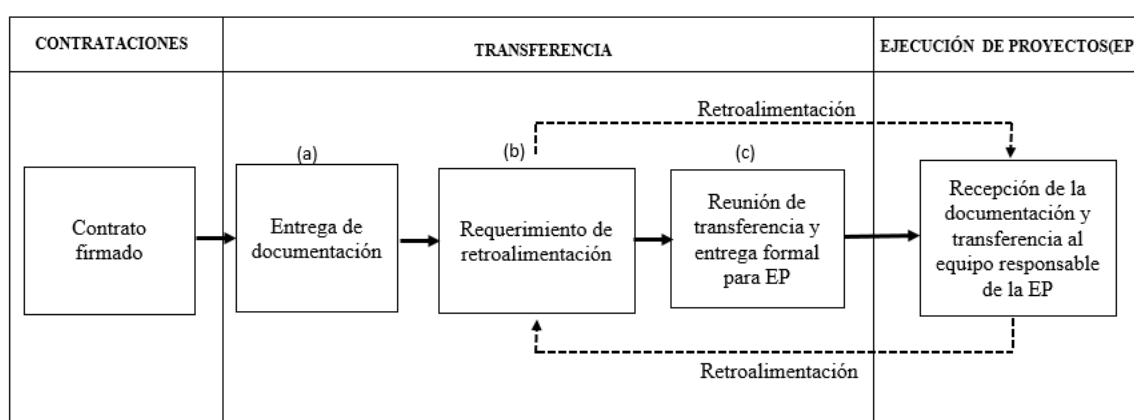 CONTRATACIONES
TRANSFERENCIA
EJECUCIÓN DE PROYECTOS(EP
Retroalimentación
(a)
(b)
(c)
Contrato
firmado
Entrega de
documentación
Requerimiento de
retroalimentación
Reunión de
transferencia y
entrega formal
para EP
Recepción de la
documentación y
transferencia al
equipo responsable
de la EP
Retroalimentación